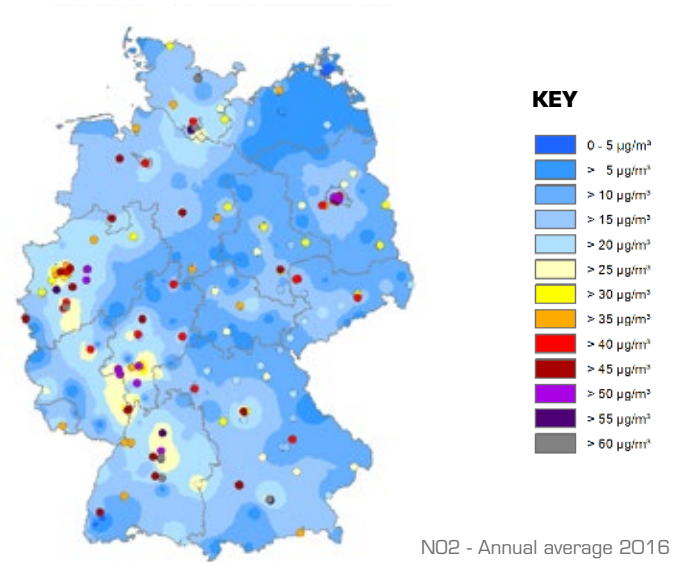 KEY
0 - 5 µg/m³
> 5 µg/m³
> 10 µg/m³
> 15 µg/m³
> 20 µg/m³
> 25 µg/m³
> 30 µg/m³
> 35 µg/m³
> 40 µg/m³
> 45 µg/m³
> 50 µg/m³
> 55 µg/m³
> 60 µg/m³
NO2 - Annual average 2016